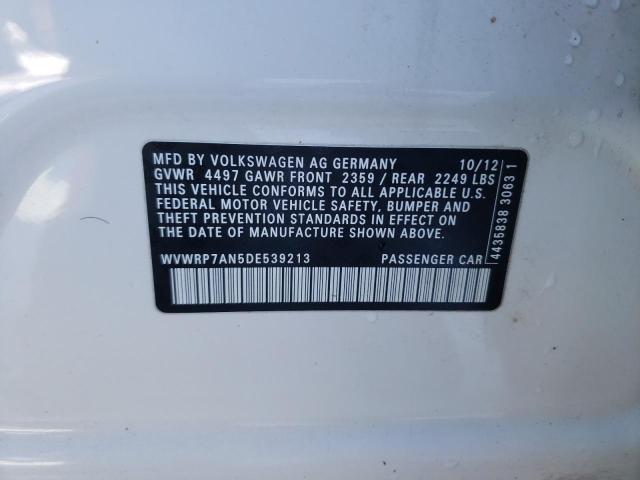 MFD BY VOLKSWAGEN AG GERMANY 10/12
GVWR 4497 GAWR FRONT 2359 / REAR 2249 LBS
THIS VEHICLE CONFORMS TO ALL APPLICABLE U.S.
FEDERAL MOTOR VEHICLE SAFETY, BUMPER AND
THEFT PREVENTION STANDARDS IN EFFECT ON
THE DATE OF MANUFACTURE SHOWN ABOVE.
WVWRP7AN5DE539213 PASSENGER CAR
4435838 3063 1